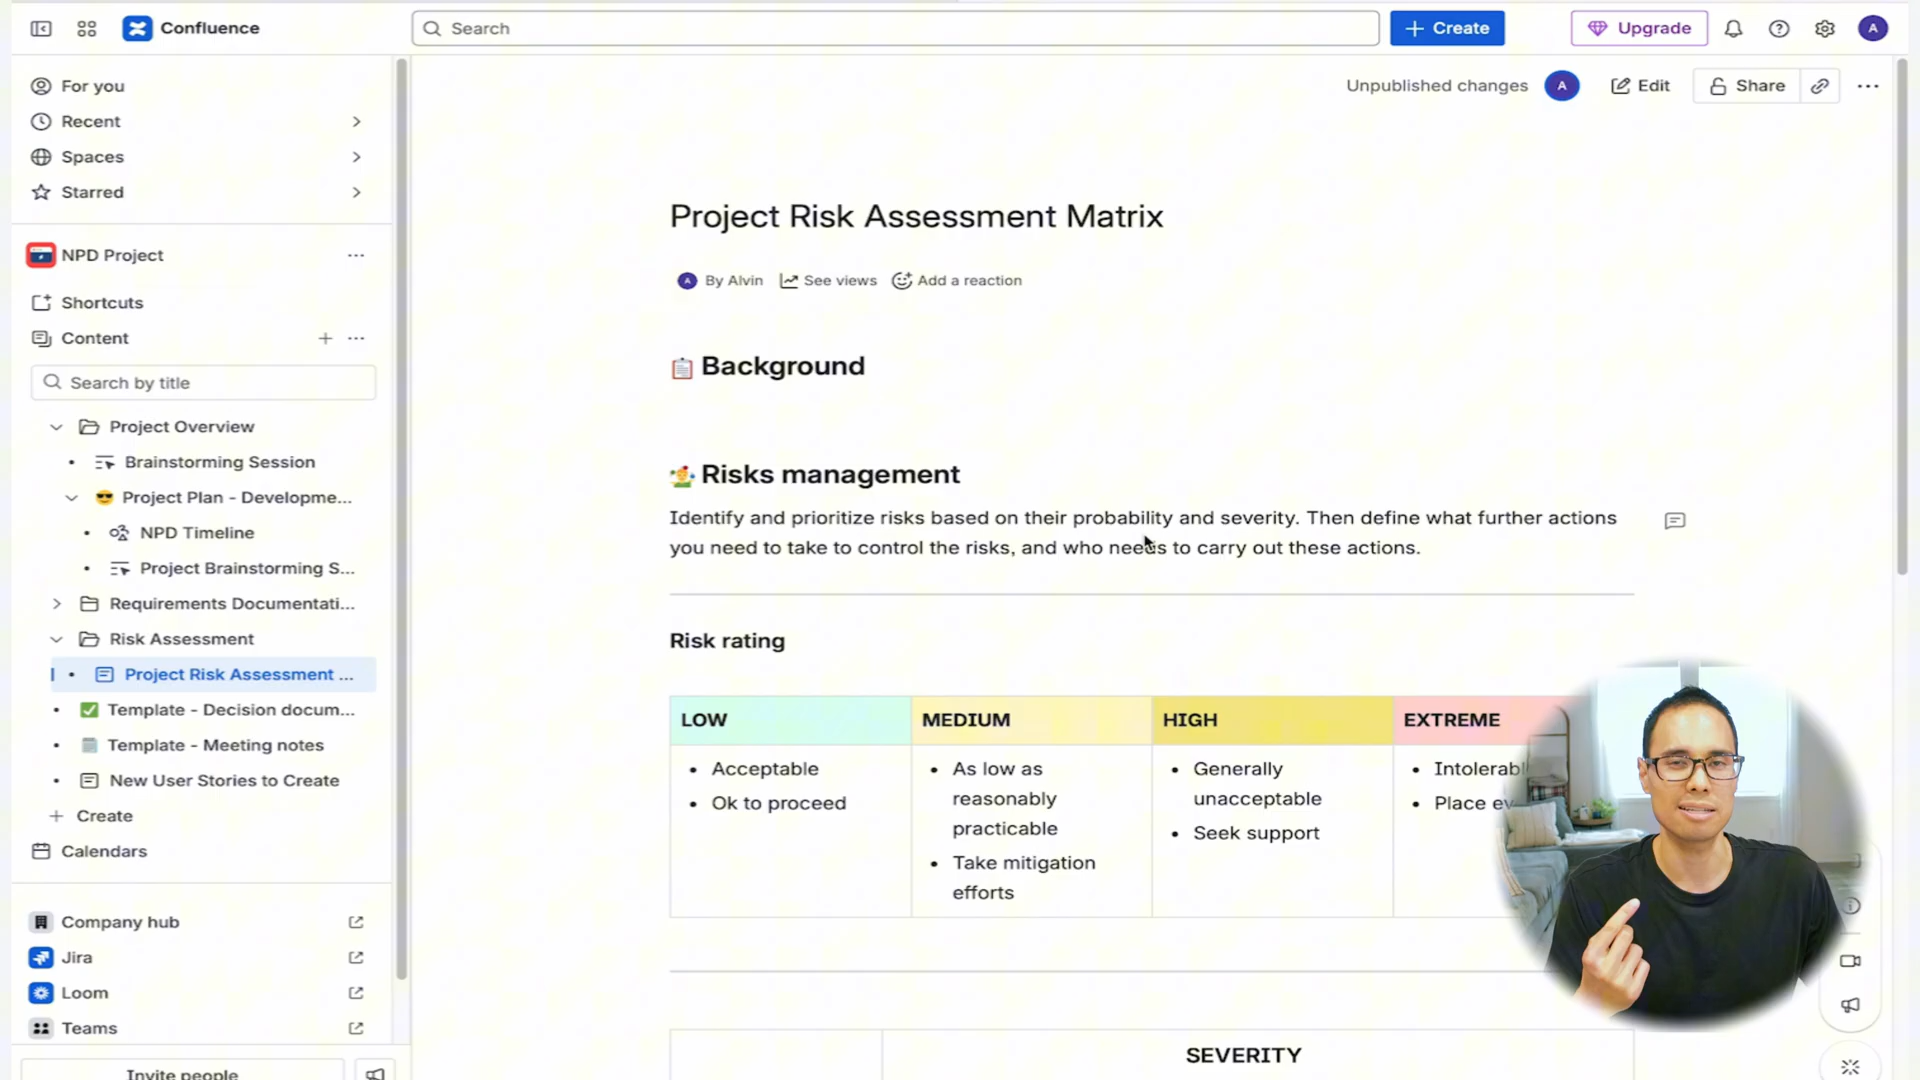 Confluence
Search
+ Create
Upgrade
A
For you
Recent
Spaces
Starred
NPD Project
Shortcuts
Content
Search by title
Project Overview
Brainstorming Session
Project Plan - Developme...
NPD Timeline
Project Brainstorming S...
Requirements Documentati...
Risk Assessment
Project Risk Assessment ...
Template - Decision docum...
Template - Meeting notes
New User Stories to Create
+ Create
Calendars
Company hub
Jira
Loom
Teams
Invite people
Unpublished changes
A
Edit
Share
Project Risk Assessment Matrix
A By Alvin See views Add a reaction
Background
Risks management
Identify and prioritize risks based on their probability and severity. Then define what further actions
you need to take to control the risks, and who needs to carry out these actions.
Risk rating
LOW
• Acceptable
• Ok to proceed
MEDIUM
• As low as
reasonably
practicable
• Take mitigation
efforts
HIGH
• Generally
unacceptable
• Seek support
EXTREME
• Place
SEVERITY